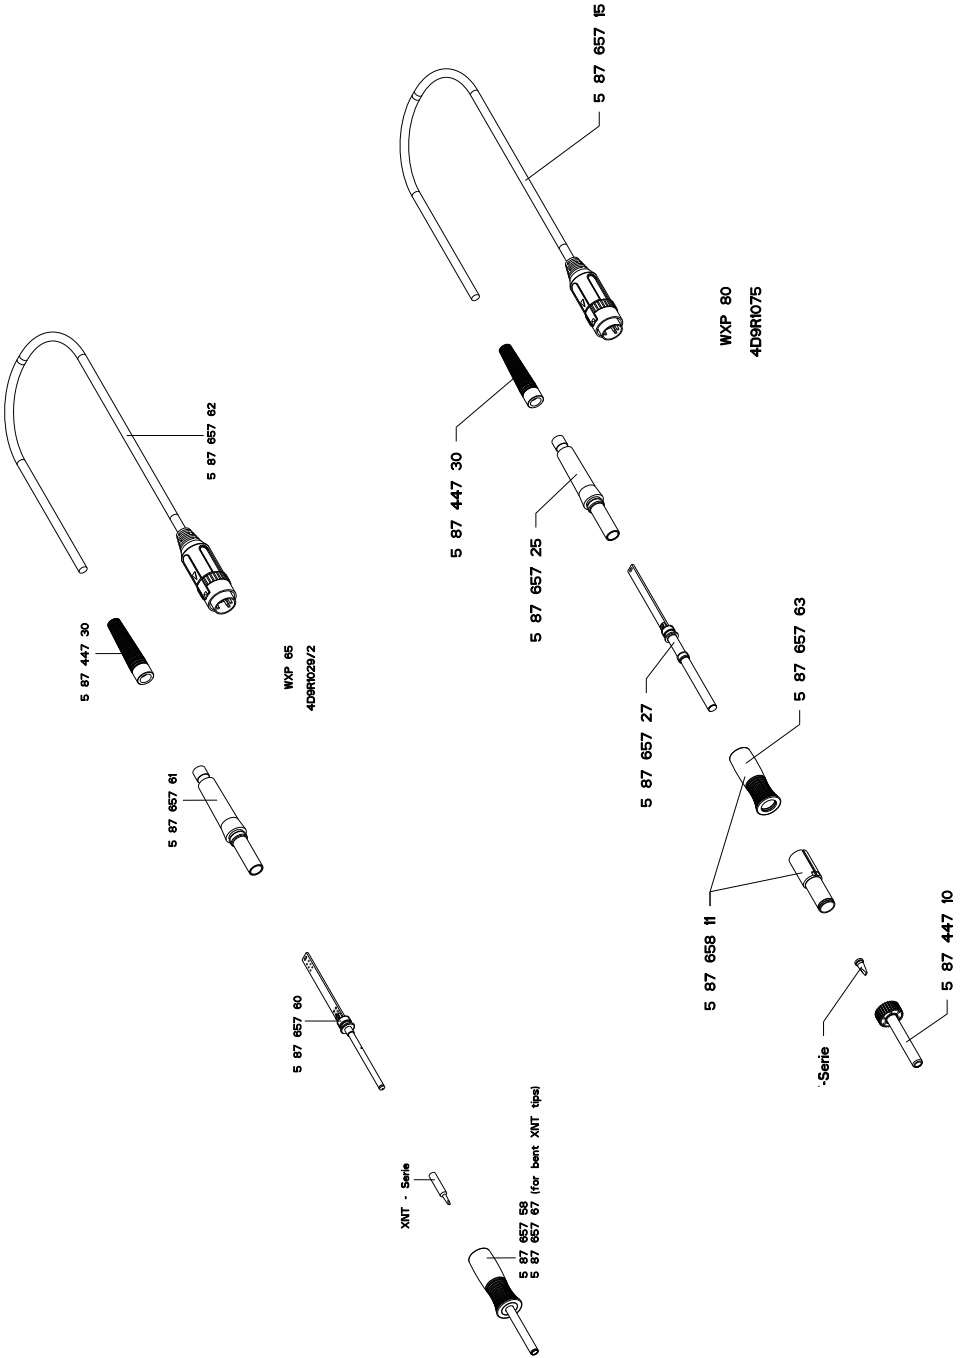 5 87 657 62
5 87 447 30
WXP 65
4D9R1029/2
5 87 657 61
5 87 657 60
XNT - Serie
5 87 657 58
5 87 657 67 (for bent XNT tips)
5 87 657 15
WXP 80
4D9R1075
5 87 447 30
5 87 657 25
5 87 657 27
5 87 657 63
5 87 658 11
-Serie
5 87 447 10